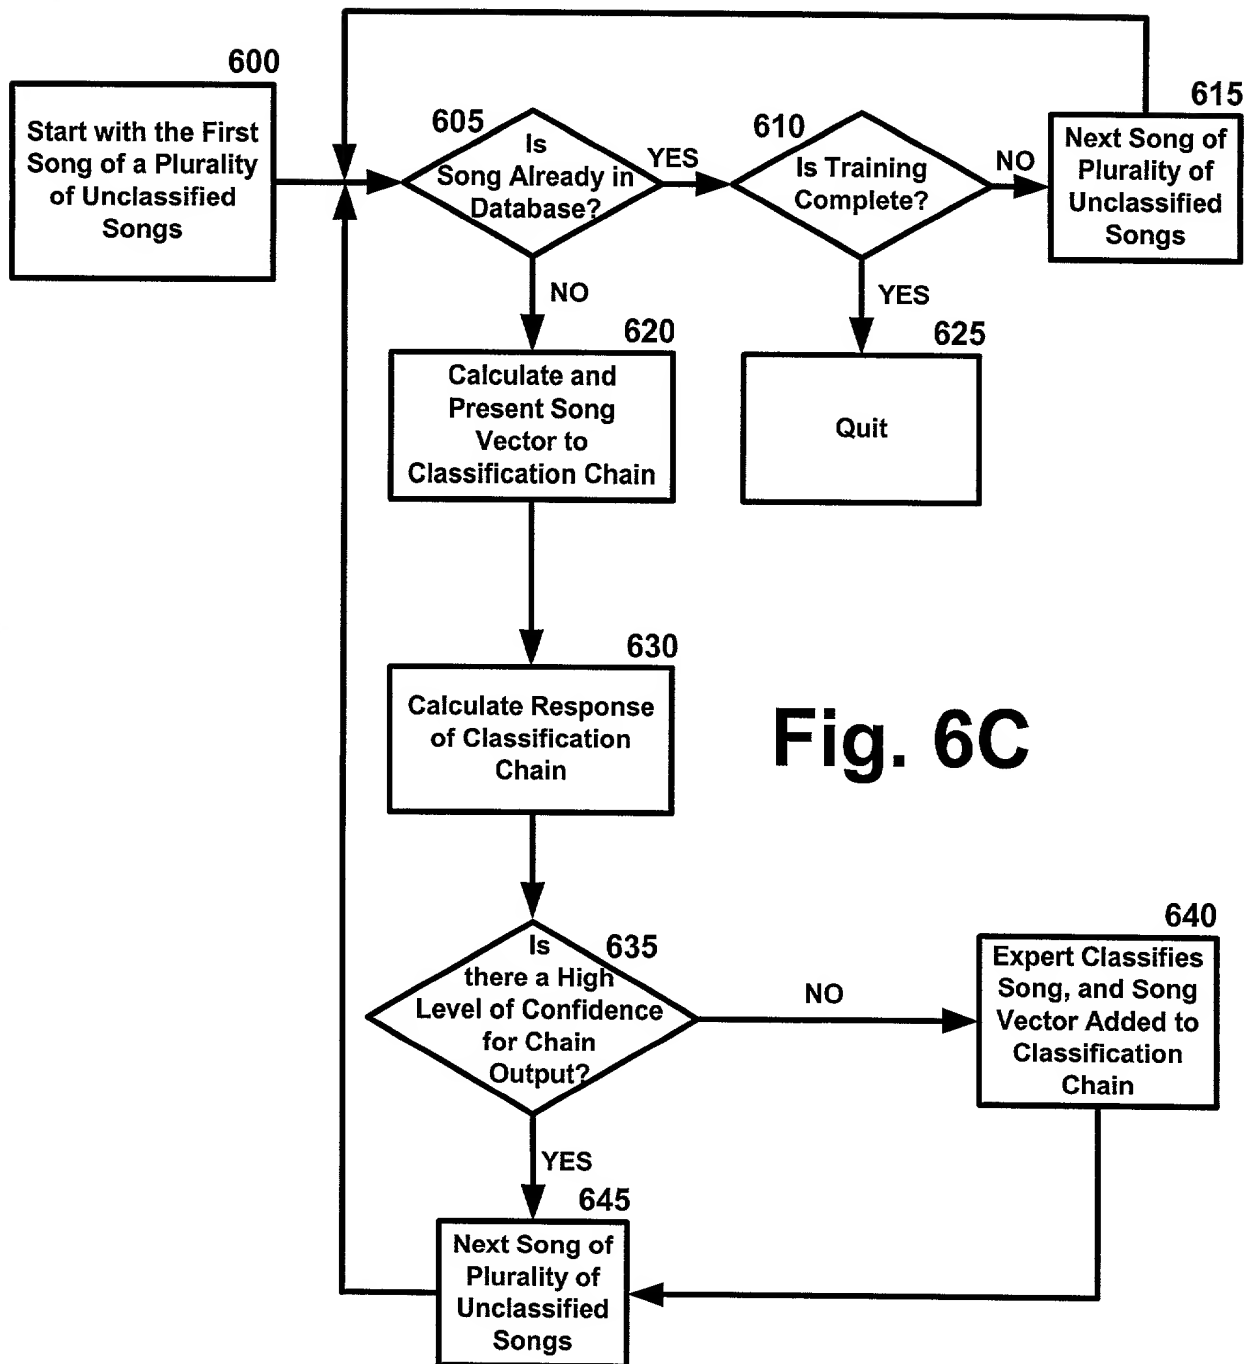 600
Start with the First
Song of a Plurality
of Unclassified
Songs
605
Is
Song Already in
Database?
YES
610
Is Training
Complete?
NO
615
Next Song of
Plurality of
Unclassified
Songs
NO
YES
620
Calculate and
Present Song
Vector to
Classification Chain
625
Quit
630
Calculate Response
of Classification
Chain
Fig. 6C
635
Is
there a High
Level of Confidence
for Chain
Output?
NO
640
Expert Classifies
Song, and Song
Vector Added to
Classification
Chain
YES
645
Next Song of
Plurality of
Unclassified
Songs